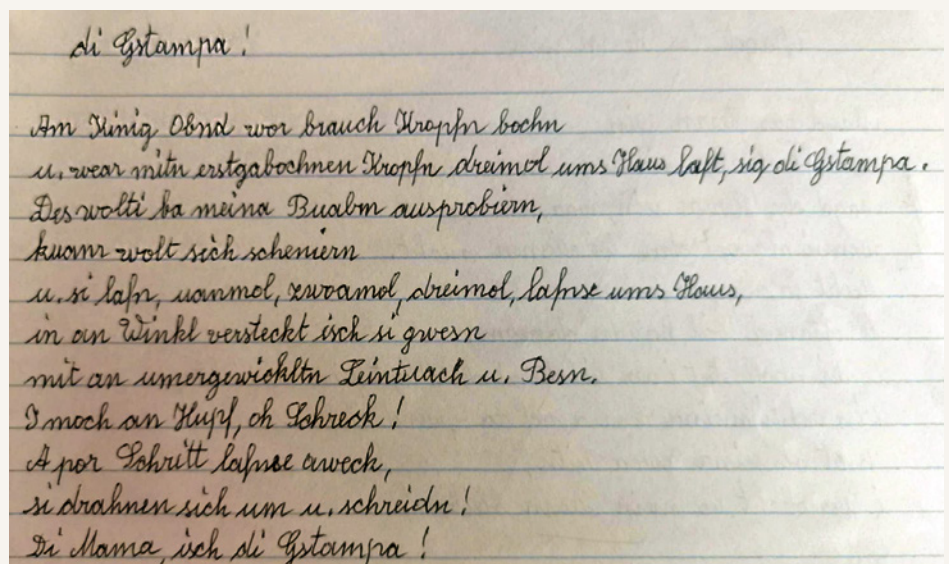 di Gstampa!
Am Kinig Obnd wor brauch Kropfn bochn
u. wear mitn erstgabochnen Kropfn dreimol ums Haus laft, sig di Gstampa.
Des wolti ba meina Buabm ausprobiern,
kuanr wolt sich scheniern
u. si lafn, uanmol, zwoamol, dreimol, lafnse ums Haus,
in an Winkl versteckt isch si gwesn
mit an umergewickltn Leintuach u. Besn.
I moch an Hupf, oh Schreck!
A por Schritt lafnse aweck,
si drahnen sich um u. schreidn!
Di Mama, isch di Gstampa!